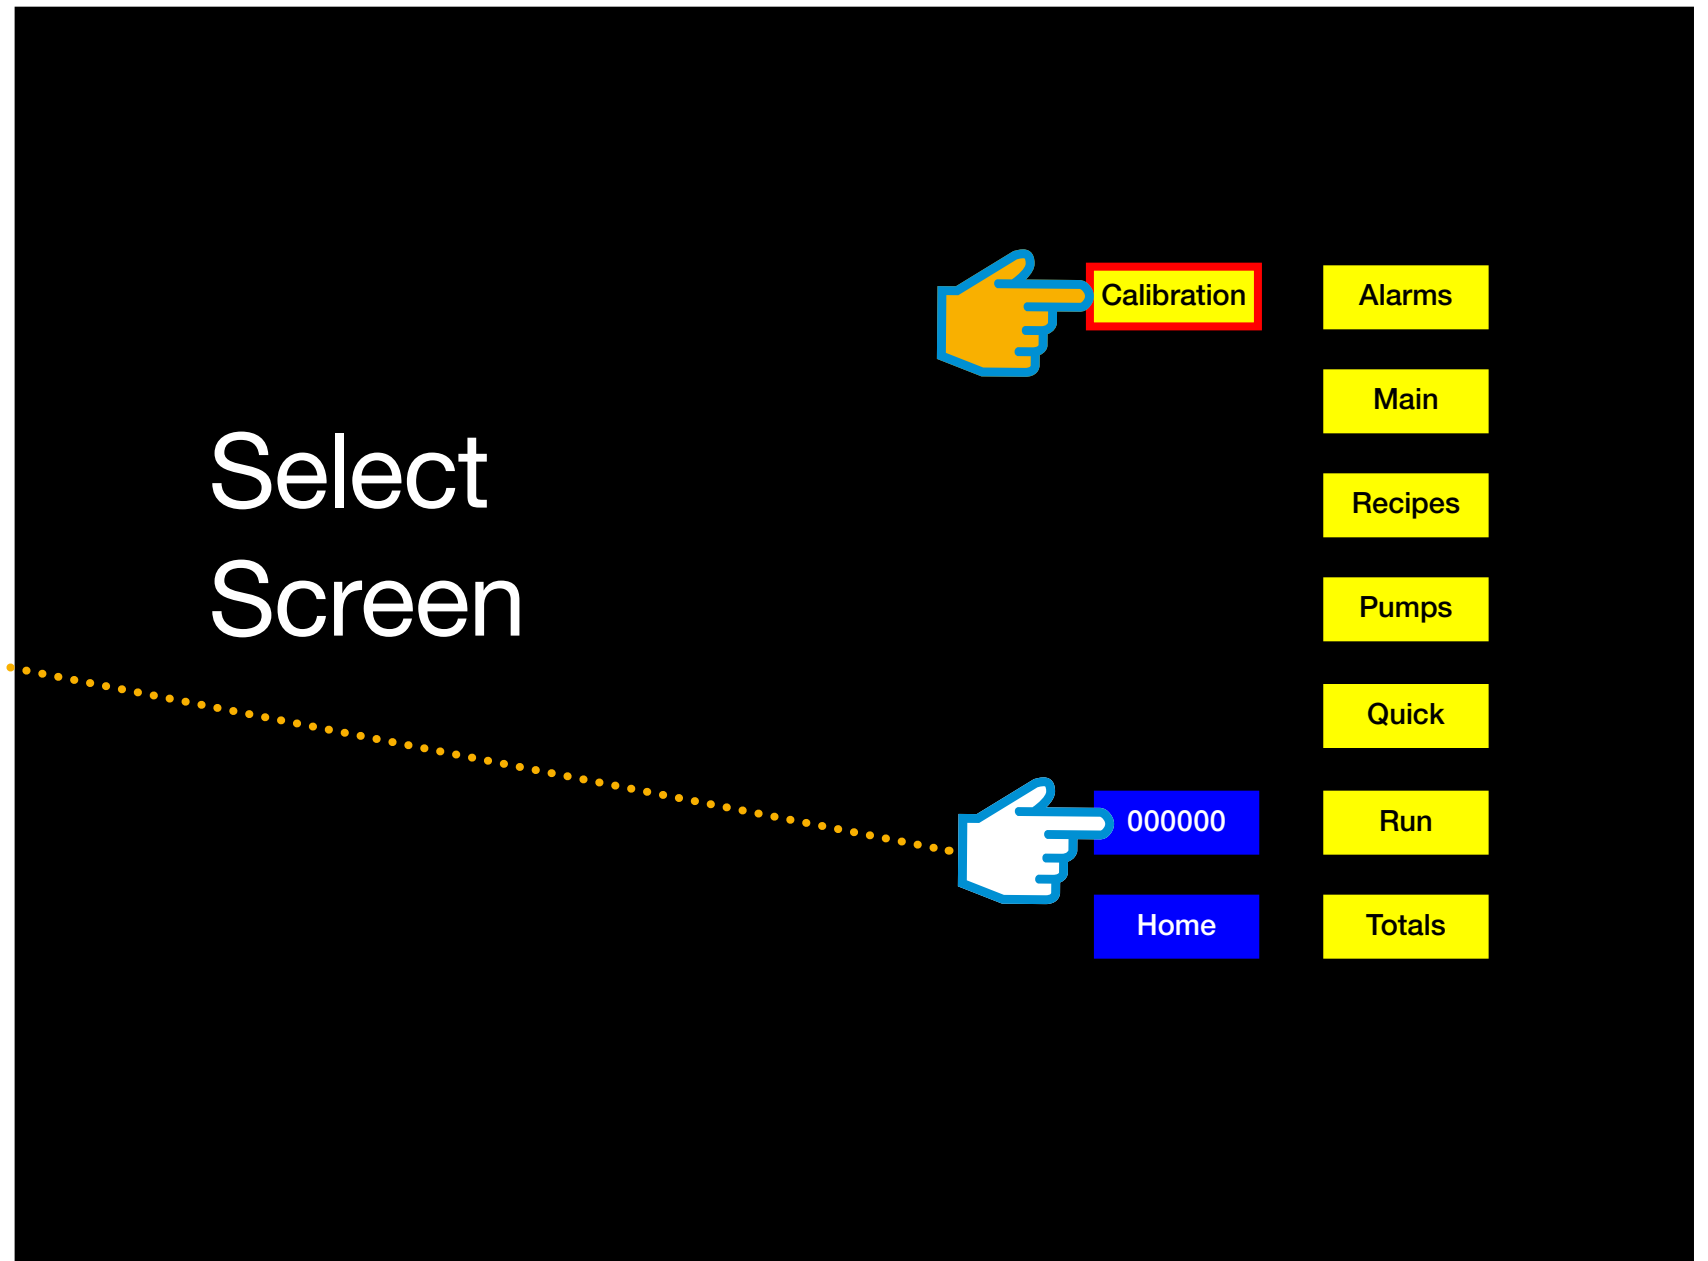 Select
Screen
Calibration
Alarms
Main
Recipes
Pumps
Quick
000000
Run
Home
Totals